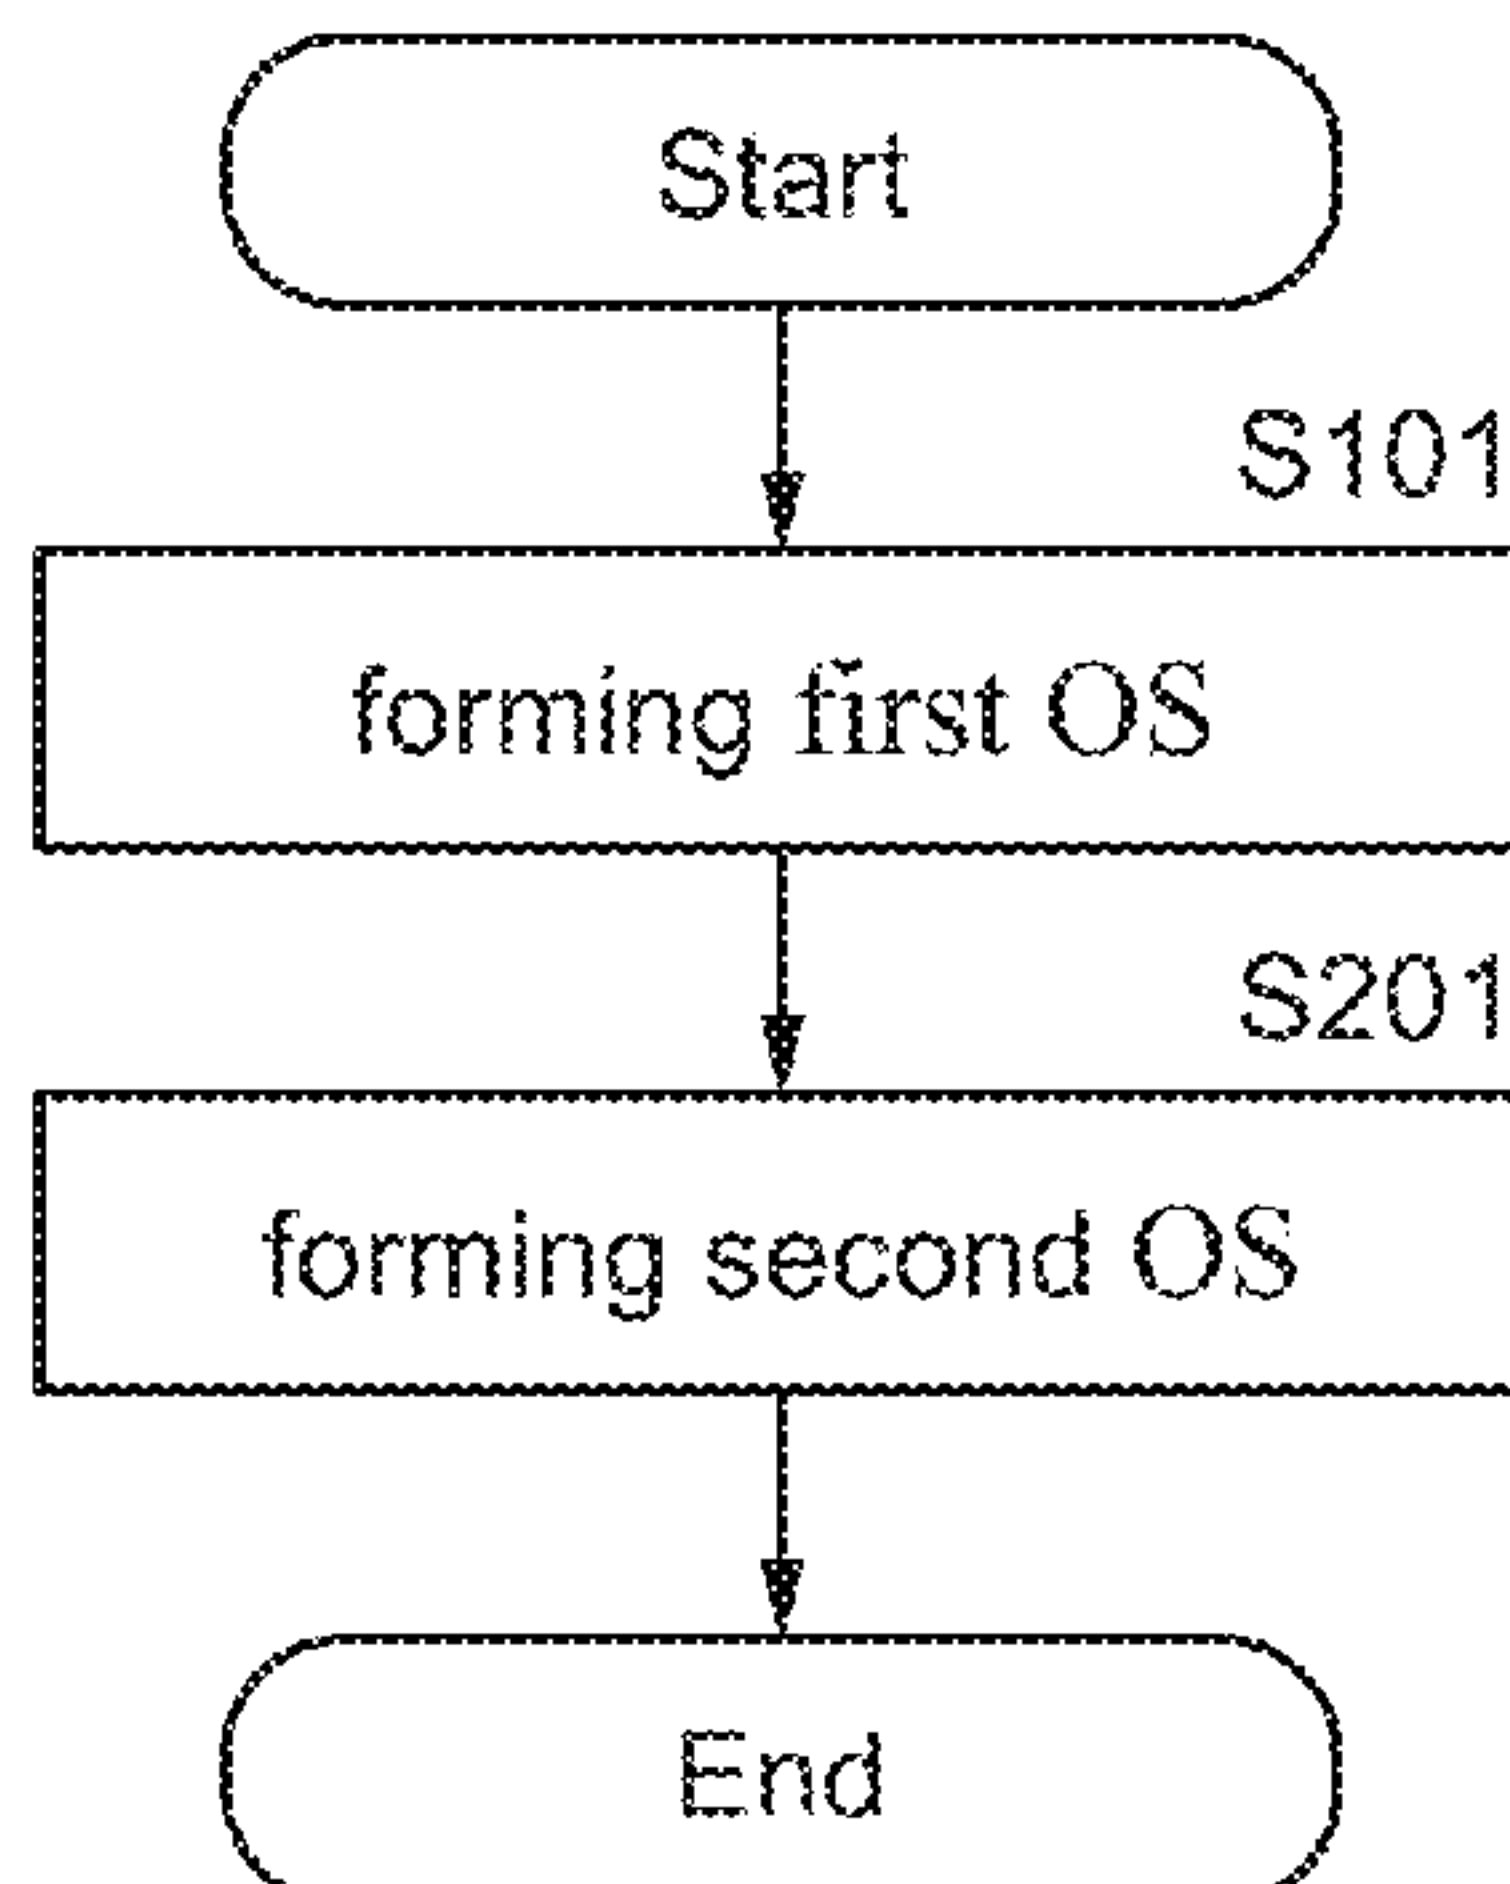 Start
S101
forming first OS
S201
forming second OS
End